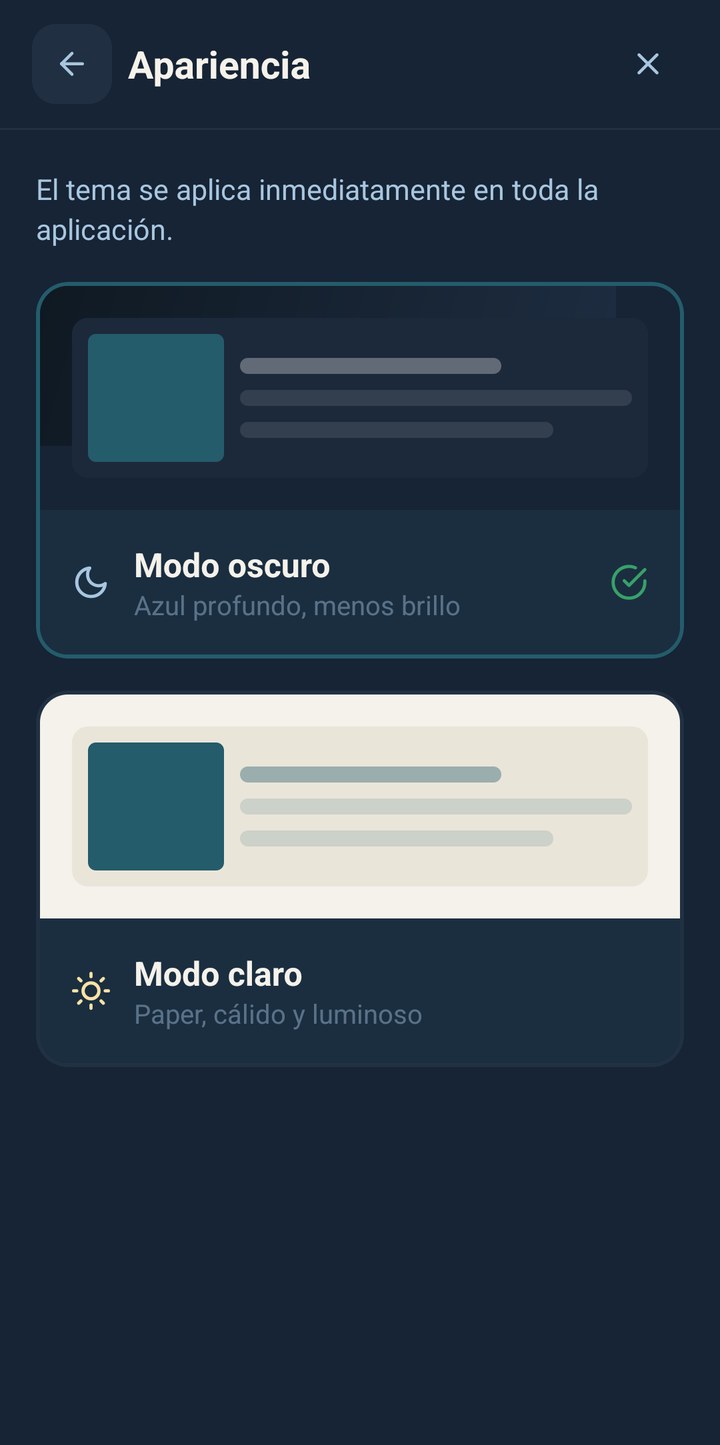 Apariencia
El tema se aplica inmediatamente en toda la
aplicación.
Modo oscuro
Azul profundo, menos brillo
Modo claro
Paper, cálido y luminoso